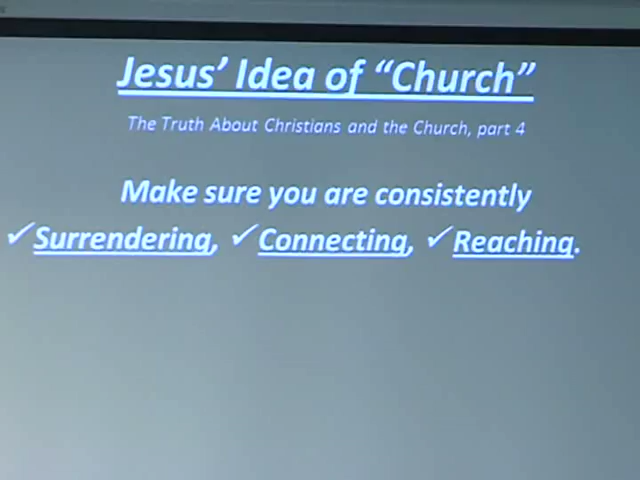 Jesus’ Idea of “Church”
The Truth About Christians and the Church, part 4
Make sure you are consistently
✓Surrendering, ✓Connecting, ✓Reaching.